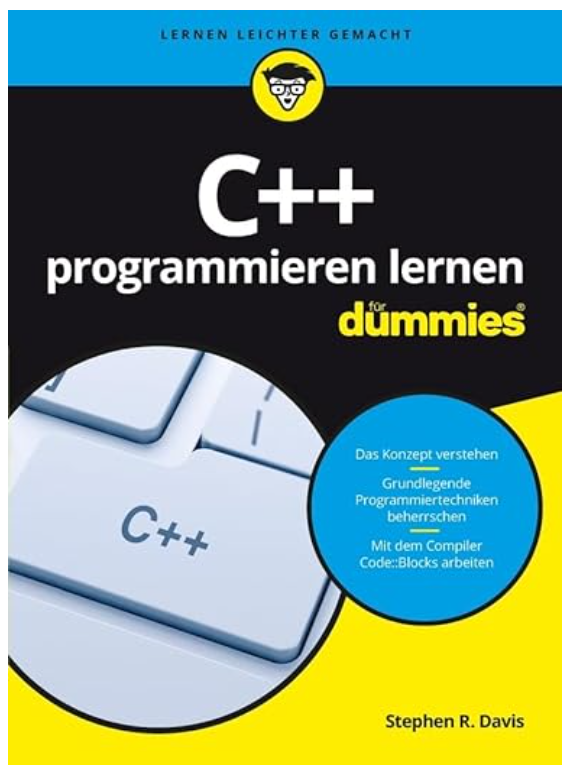 LERNEN LEICHTER GEMACHT
C++
programmieren lernen
für
dummies®
C++
Das Konzept verstehen
Grundlegende
Programmiertechniken
beherrschen
Mit dem Compiler
Code::Blocks arbeiten
Stephen R. Davis